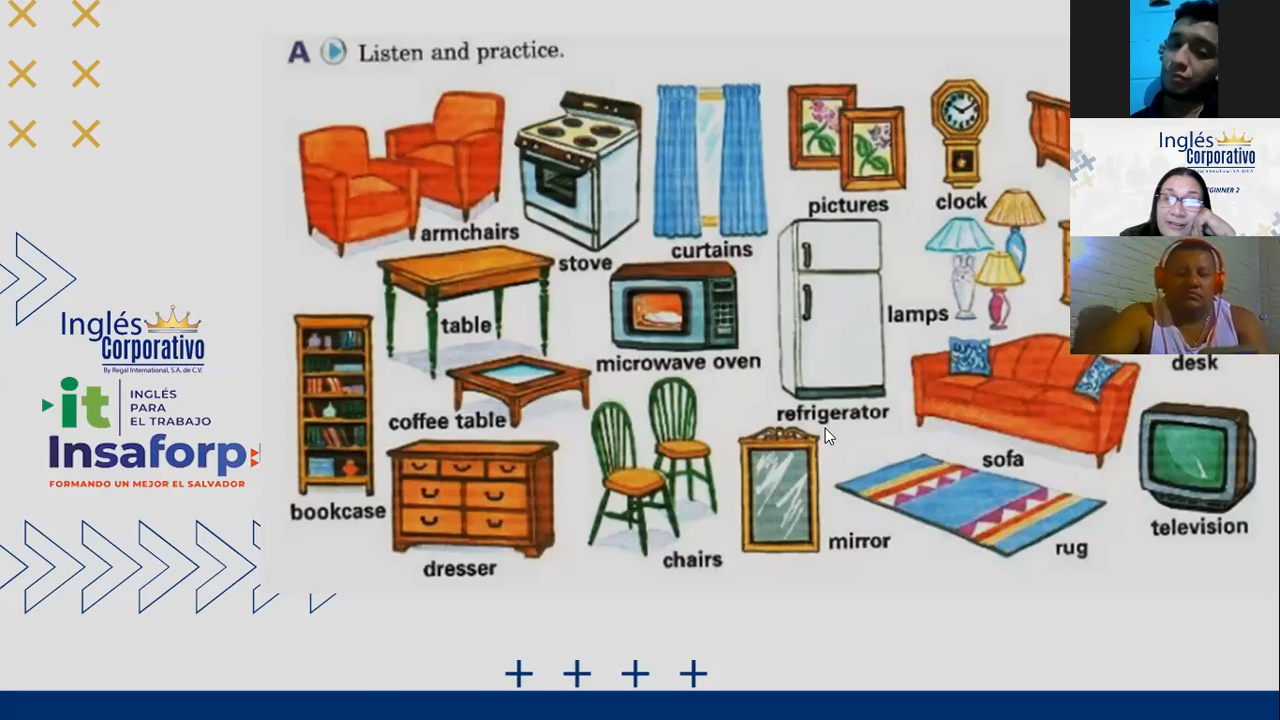 A Listen and practice.
armchairs
stove
curtains
pictures
clock
table
microwave oven
refrigerator
lamps
desk
coffee table
bookcase
dresser
chairs
mirror
sofa
rug
television
Inglés
Corporativo
By Regal International, S.A. de C.V.
it
INGLÉS
PARA
EL TRABAJO
Insaforp
FORMANDO UN MEJOR EL SALVADOR
Inglés
Corporativo